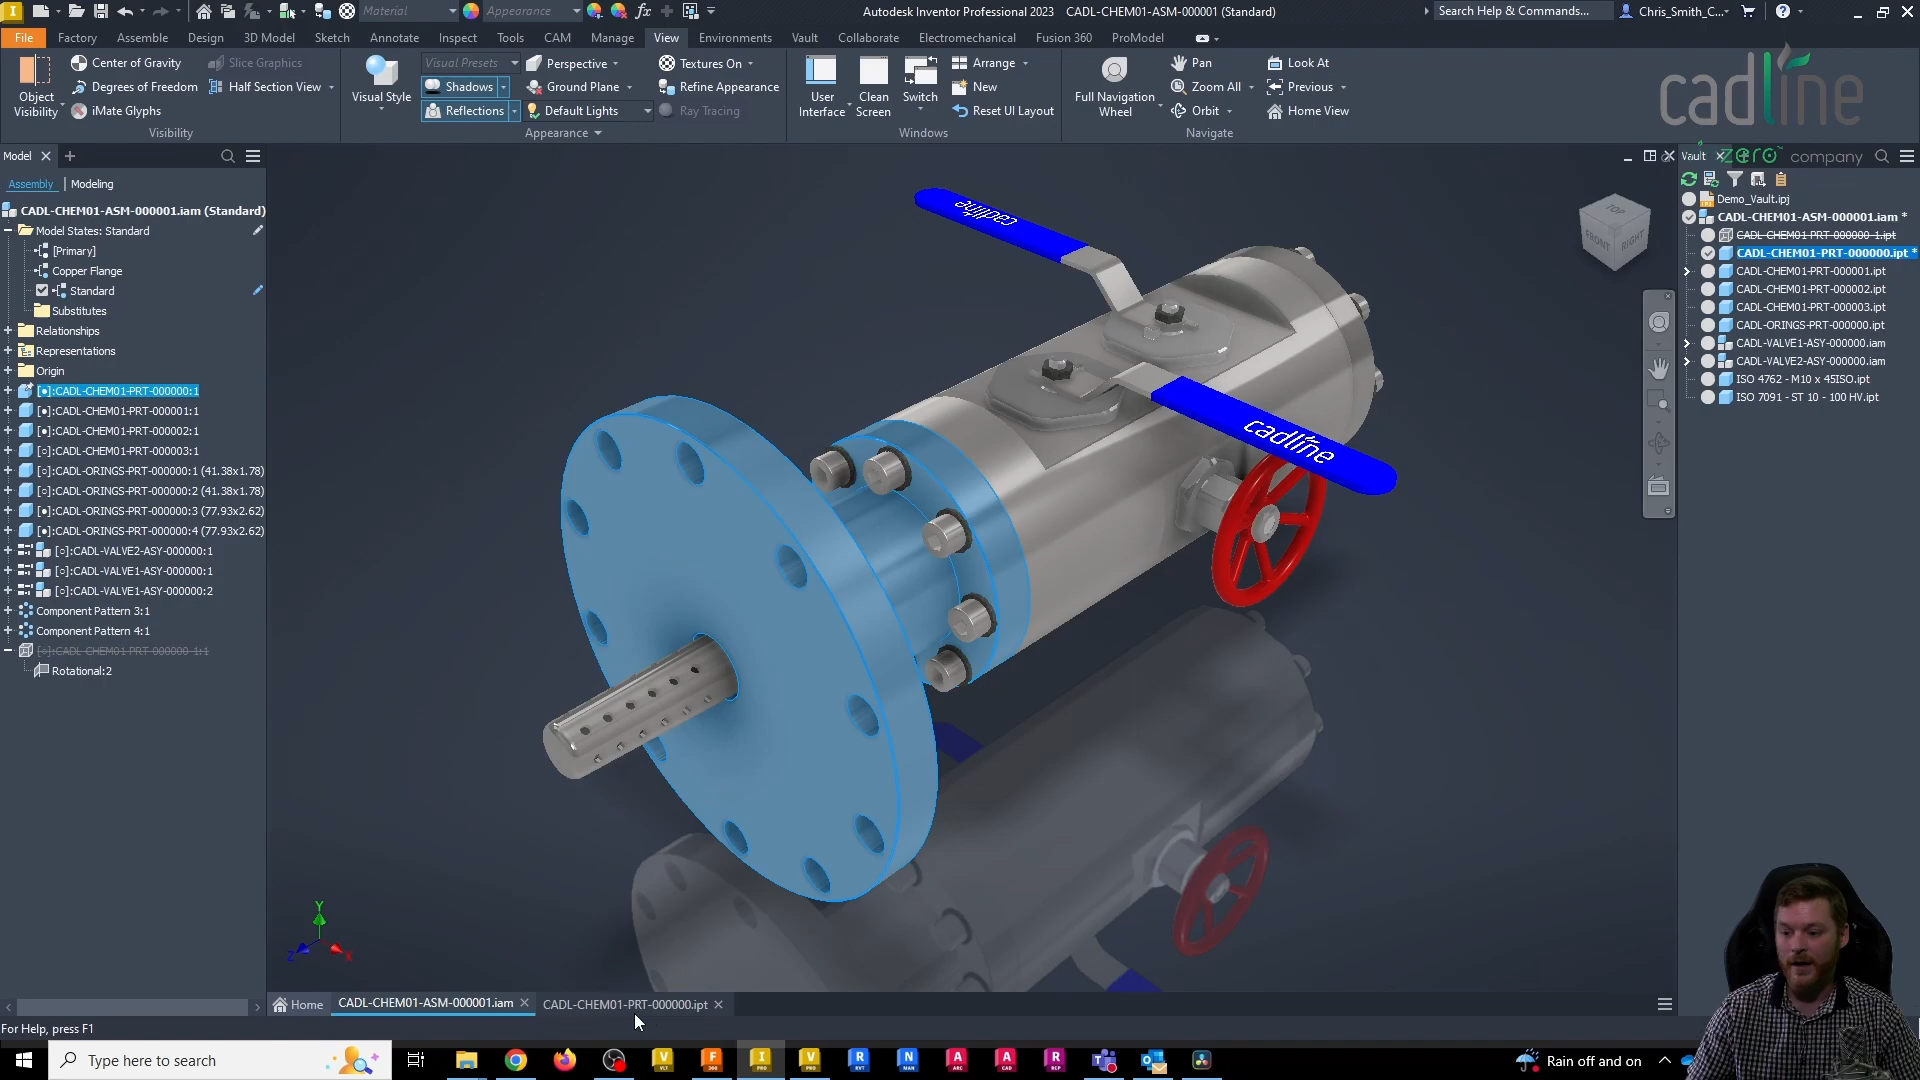 Material
Appearance
Autodesk Inventor Professional 2023 CADL-CHEM01-ASM-000001 (Standard)
Search Help & Commands...
Chris_Smith_C...
File
Factory
Assemble
Design
3D Model
Sketch
Annotate
Inspect
Tools
CAM
Manage
View
Environments
Vault
Collaborate
Electromechanical
Fusion 360
ProModel
Object Visibility
Center of Gravity
Degrees of Freedom
iMate Glyphs
Slice Graphics
Half Section View
Visibility
Visual Style
Visual Presets
Shadows
Reflections
Perspective
Ground Plane
Default Lights
Textures On
Refine Appearance
Ray Tracing
Appearance
User Interface
Clean Screen
Switch
Arrange
New
Reset UI Layout
Windows
Full Navigation Wheel
Pan
Zoom All
Orbit
Look At
Previous
Home View
Navigate
cadline
zero company
Model
Assembly | Modeling
CADL-CHEM01-ASM-000001.iam (Standard)
Model States: Standard
[Primary]
Copper Flange
Standard
Substitutes
Relationships
Representations
Origin
[●]:CADL-CHEM01-PRT-000000:1
[●]:CADL-CHEM01-PRT-000001:1
[●]:CADL-CHEM01-PRT-000002:1
[●]:CADL-CHEM01-PRT-000003:1
[○]:CADL-ORINGS-PRT-000000:1 (41.38x1.78)
[○]:CADL-ORINGS-PRT-000000:2 (41.38x1.78)
[●]:CADL-ORINGS-PRT-000000:3 (77.93x2.62)
[●]:CADL-ORINGS-PRT-000000:4 (77.93x2.62)
[○]:CADL-VALVE2-ASY-000000:1
[○]:CADL-VALVE1-ASY-000000:1
[○]:CADL-VALVE1-ASY-000000:2
Component Pattern 3:1
Component Pattern 4:1
[○]:CADL-CHEM01-PRT-000000-1:1
Rotational:2
cadline
cadline
TOP
FRONT
RIGHT
Y
Z
X
Vault
Demo_Vault.ipj
CADL-CHEM01-ASM-000001.iam *
CADL-CHEM01-PRT-000000-1.ipt
CADL-CHEM01-PRT-000000.ipt *
CADL-CHEM01-PRT-000001.ipt
CADL-CHEM01-PRT-000002.ipt
CADL-CHEM01-PRT-000003.ipt
CADL-ORINGS-PRT-000000.ipt
CADL-VALVE1-ASY-000000.iam
CADL-VALVE2-ASY-000000.iam
ISO 4762 - M10 x 45ISO.ipt
ISO 7091 - ST 10 - 100 HV.ipt
Home
CADL-CHEM01-ASM-000001.iam
CADL-CHEM01-PRT-000000.ipt
For Help, press F1
Type here to search
Rain off and on